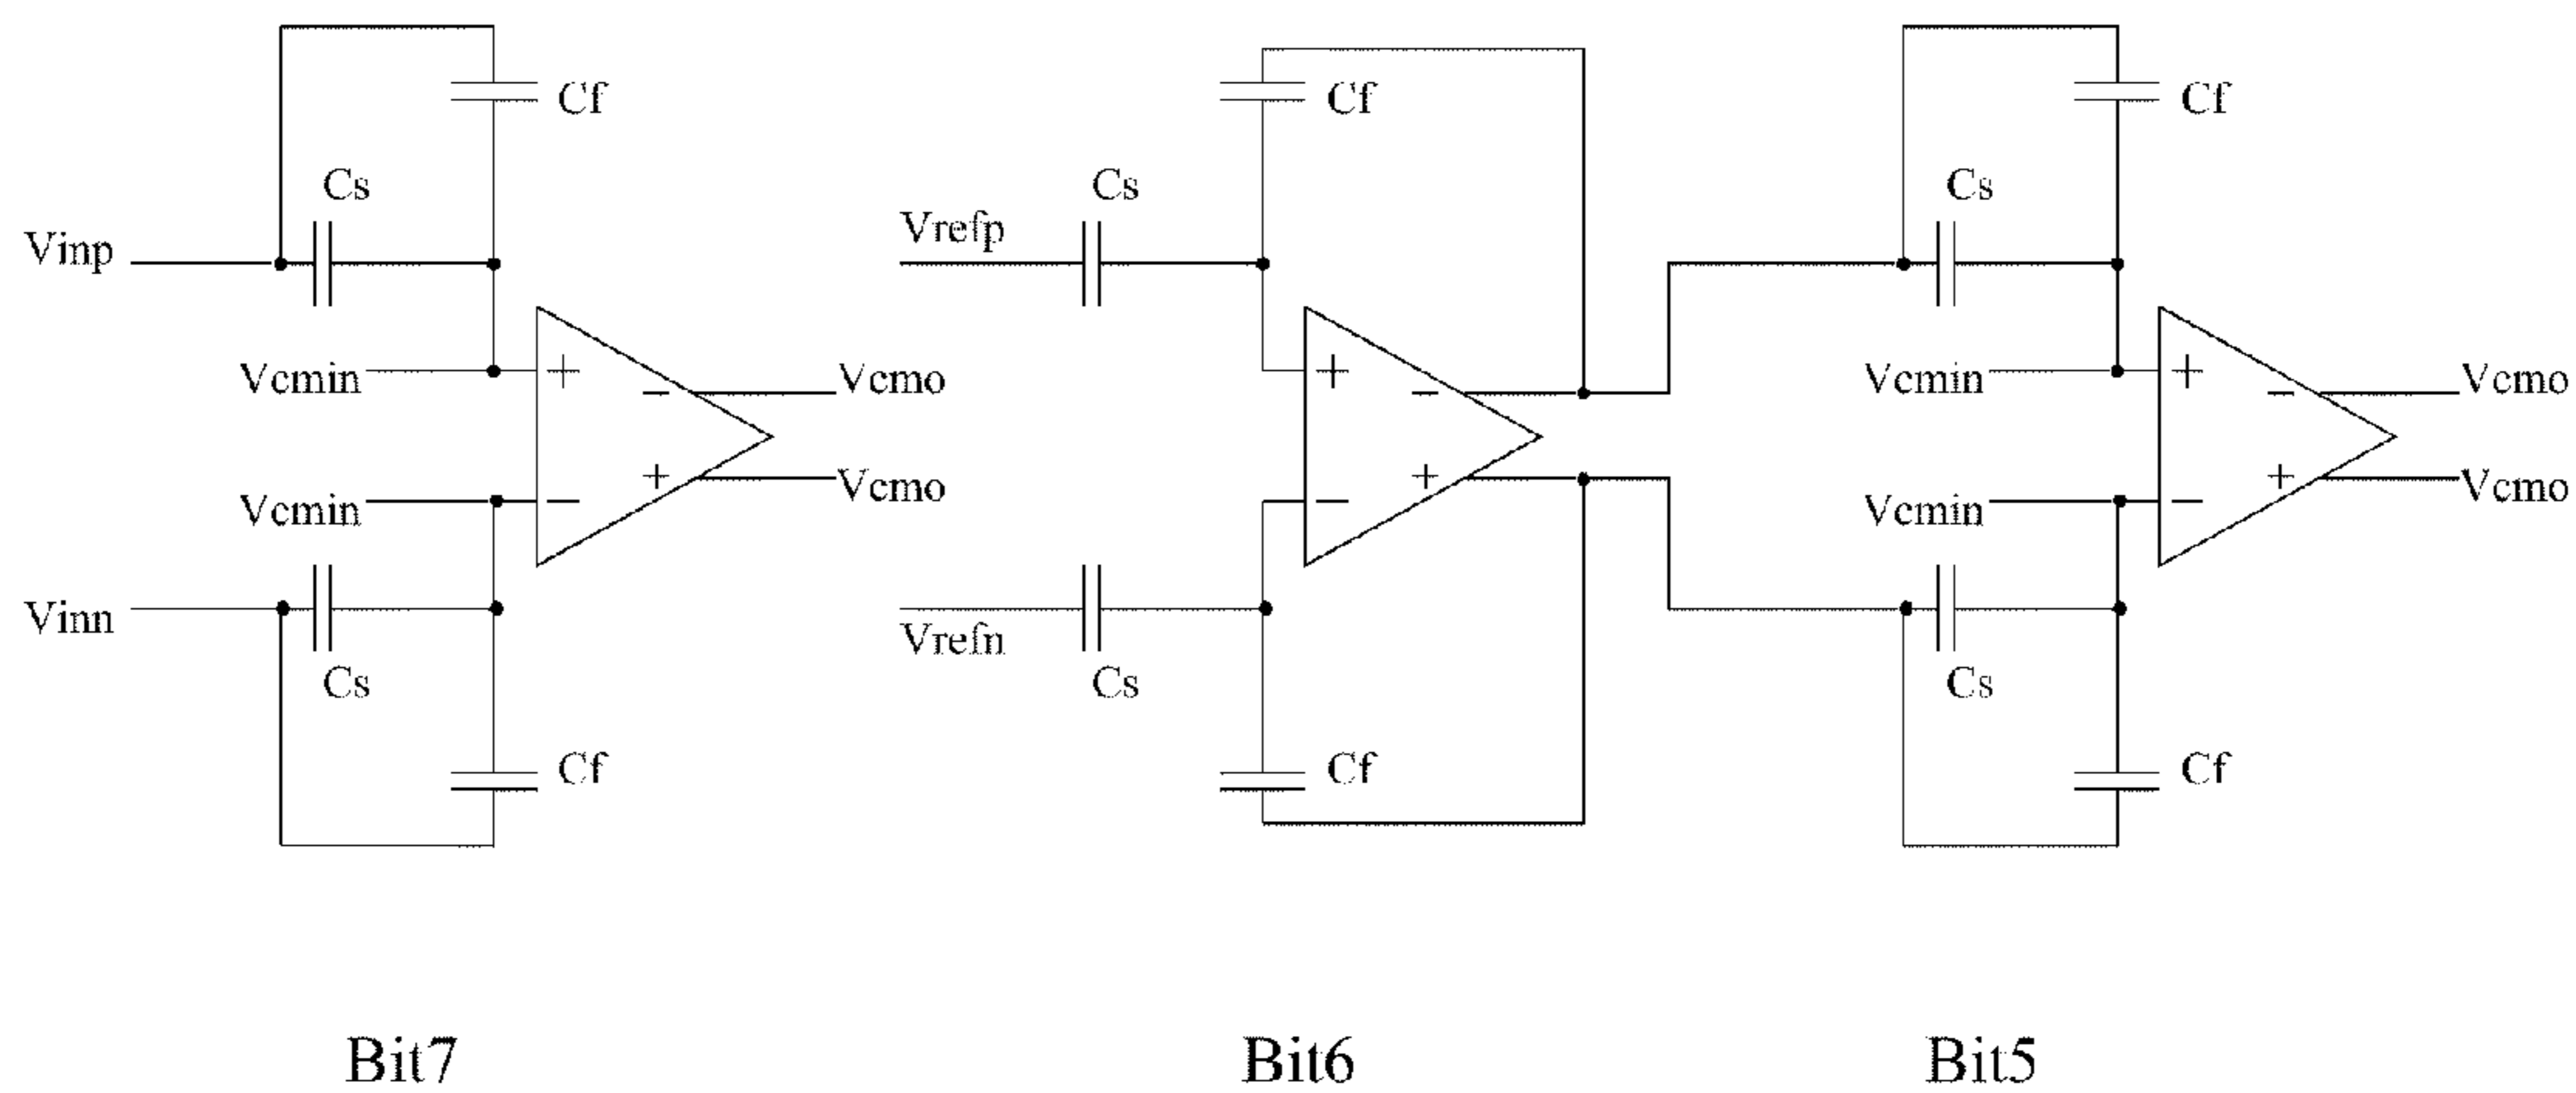 Cf
Cf
Cf
Cs
Cs
Cs
Vinp
Vrefp
Vcmin
+
−
Vcmo
+
−
Vcmin
+
−
Vcmo
Vcmin
−
+
Vcmo
−
+
Vcmin
−
+
Vcmo
Vinn
Vrefn
Cs
Cs
Cs
Cf
Cf
Cf
Bit7
Bit6
Bit5